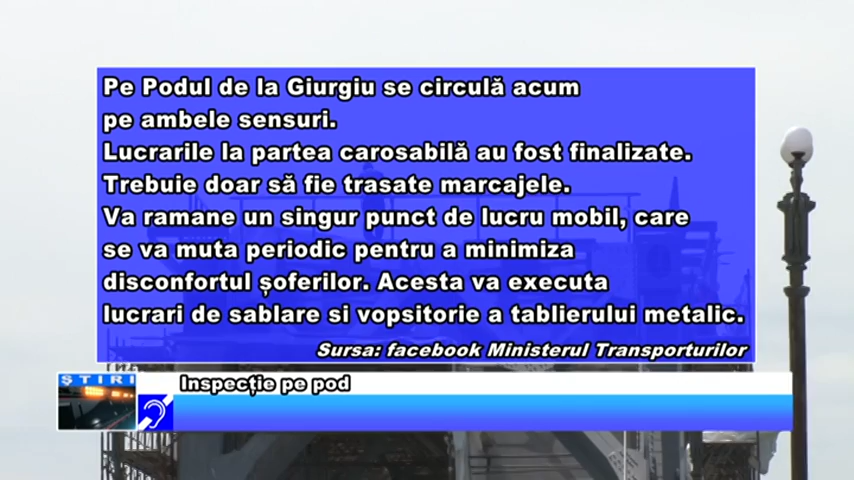 Pe Podul de la Giurgiu se circulă acum
pe ambele sensuri.
Lucrarile la partea carosabilă au fost finalizate.
Trebuie doar să fie trasate marcajele.
Va ramane un singur punct de lucru mobil, care
se va muta periodic pentru a minimiza
disconfortul șoferilor. Acesta va executa
lucrari de sablare si vopsitorie a tablierului metalic.
Sursa: facebook Ministerul Transporturilor
ȘTIRI
Inspecție pe pod